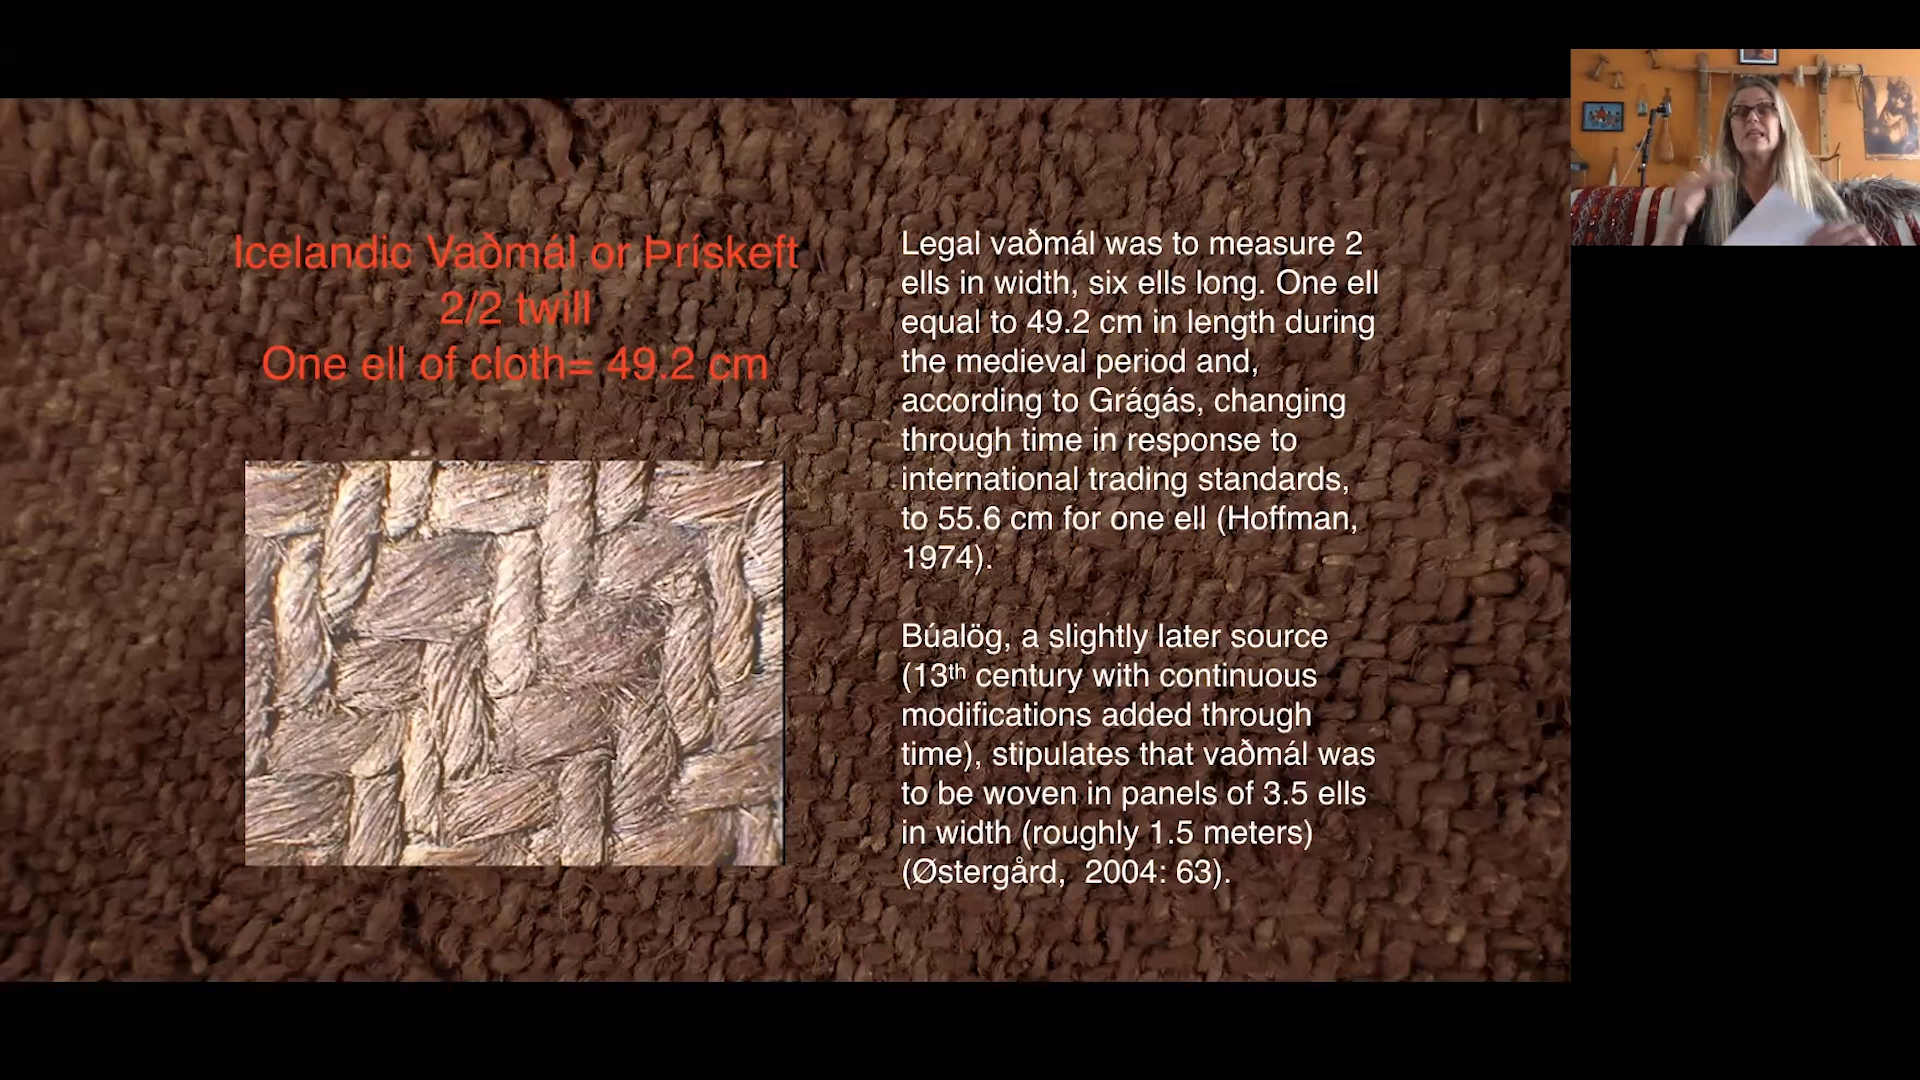 Icelandic Vaðmál or Þrískeft
2/2 twill
One ell of cloth= 49.2 cm
Legal vaðmál was to measure 2
ells in width, six ells long. One ell
equal to 49.2 cm in length during
the medieval period and,
according to Grágás, changing
through time in response to
international trading standards,
to 55.6 cm for one ell (Hoffman,
1974).
Búalög, a slightly later source
(13th century with continuous
modifications added through
time), stipulates that vaðmál was
to be woven in panels of 3.5 ells
in width (roughly 1.5 meters)
(Østergård,  2004: 63).